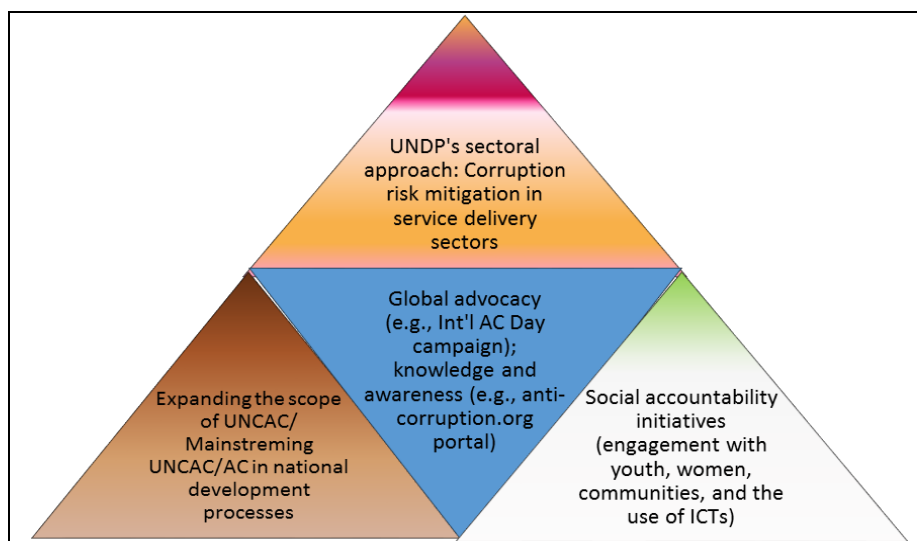 UNDP's sectoral
approach: Corruption
risk mitigation in
service delivery
sectors
Global advocacy
(e.g., Int'l AC Day
campaign);
knowledge and
awareness (e.g., anti-
corruption.org
portal)
Expanding the scope
of UNCAC/
Mainstreming
UNCAC/AC in national
development
processes
Social accountability
initiatives
(engagement with
youth, women,
communities, and the
use of ICTs)